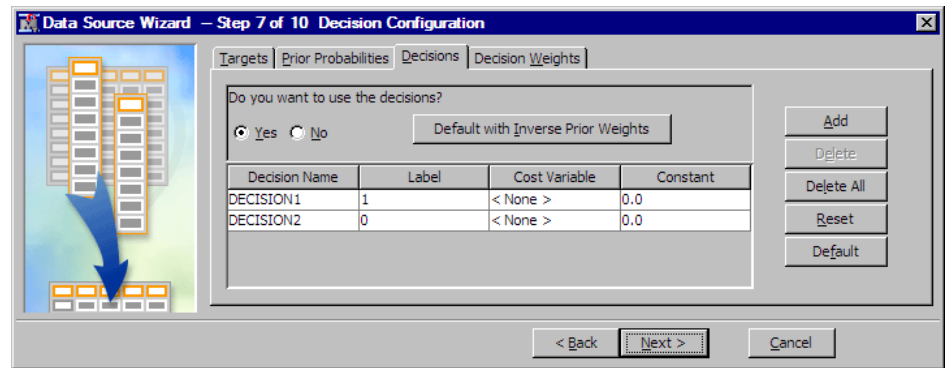 Data Source Wizard — Step 7 of 10 Decision Configuration
Targets Prior Probabilities Decisions Decision Weights
Do you want to use the decisions?
Yes No Default with Inverse Prior Weights
Decision Name Label Cost Variable Constant
DECISION1 1 < None > 0.0
DECISION2 0 < None > 0.0
Add
Delete
Delete All
Reset
Default
< Back Next > Cancel